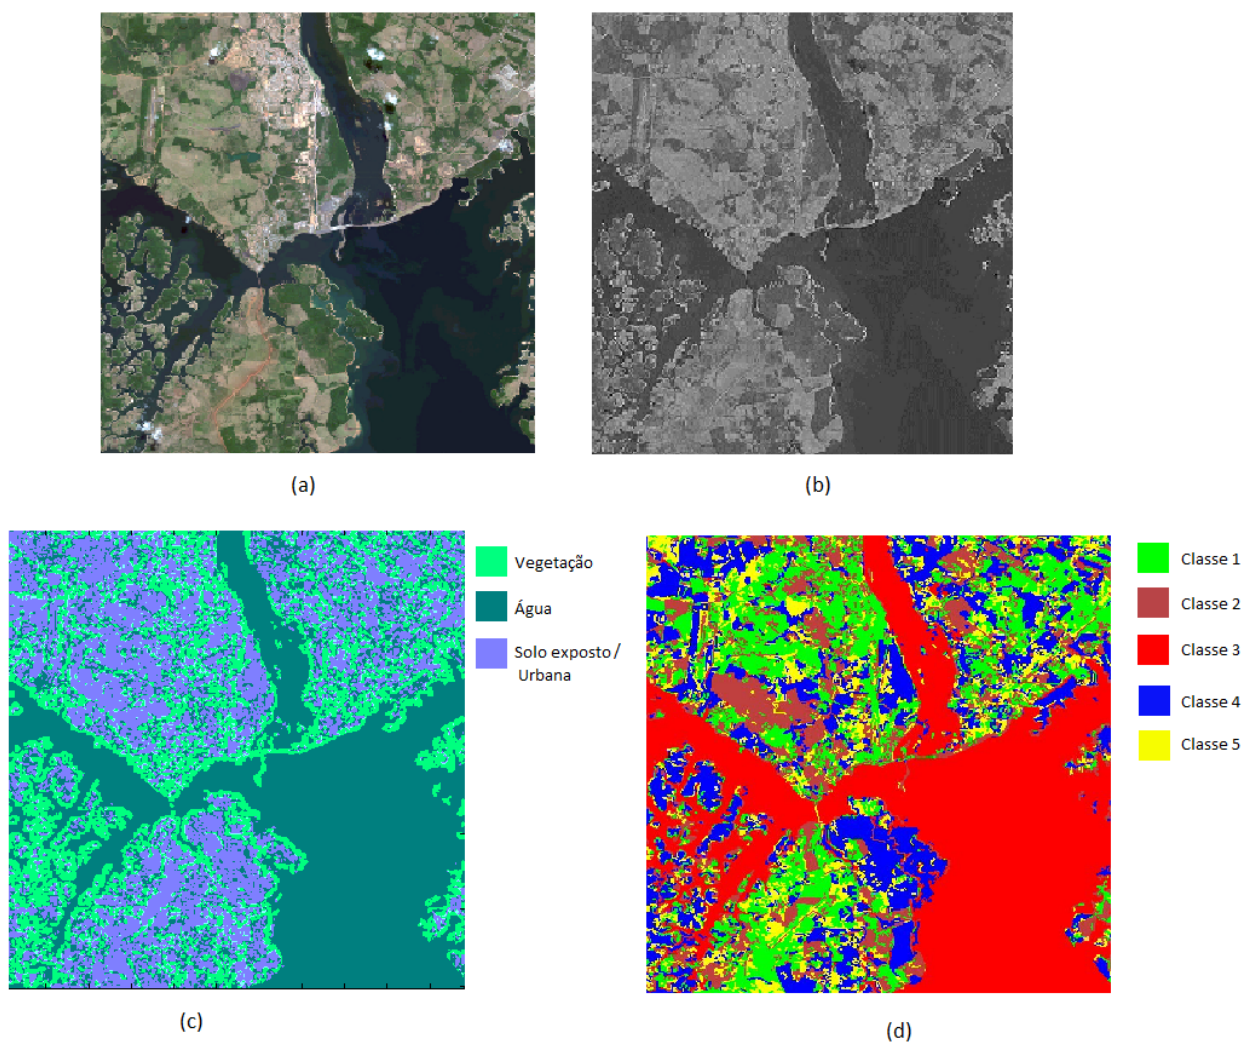 (a)
(b)
Vegetação
Água
Solo exposto /
Urbana
Classe 1
Classe 2
Classe 3
Classe 4
Classe 5
(c)
(d)